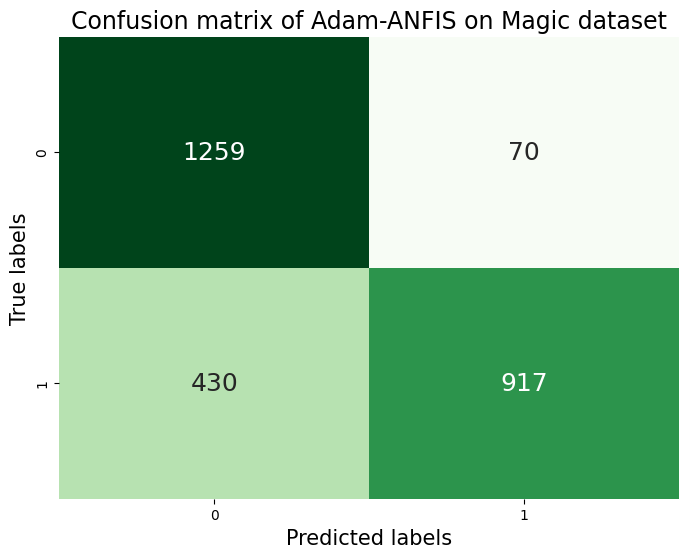 Confusion matrix of Adam-ANFIS on Magic dataset
True labels
0
1259
70
1
430
917
0
1
Predicted labels